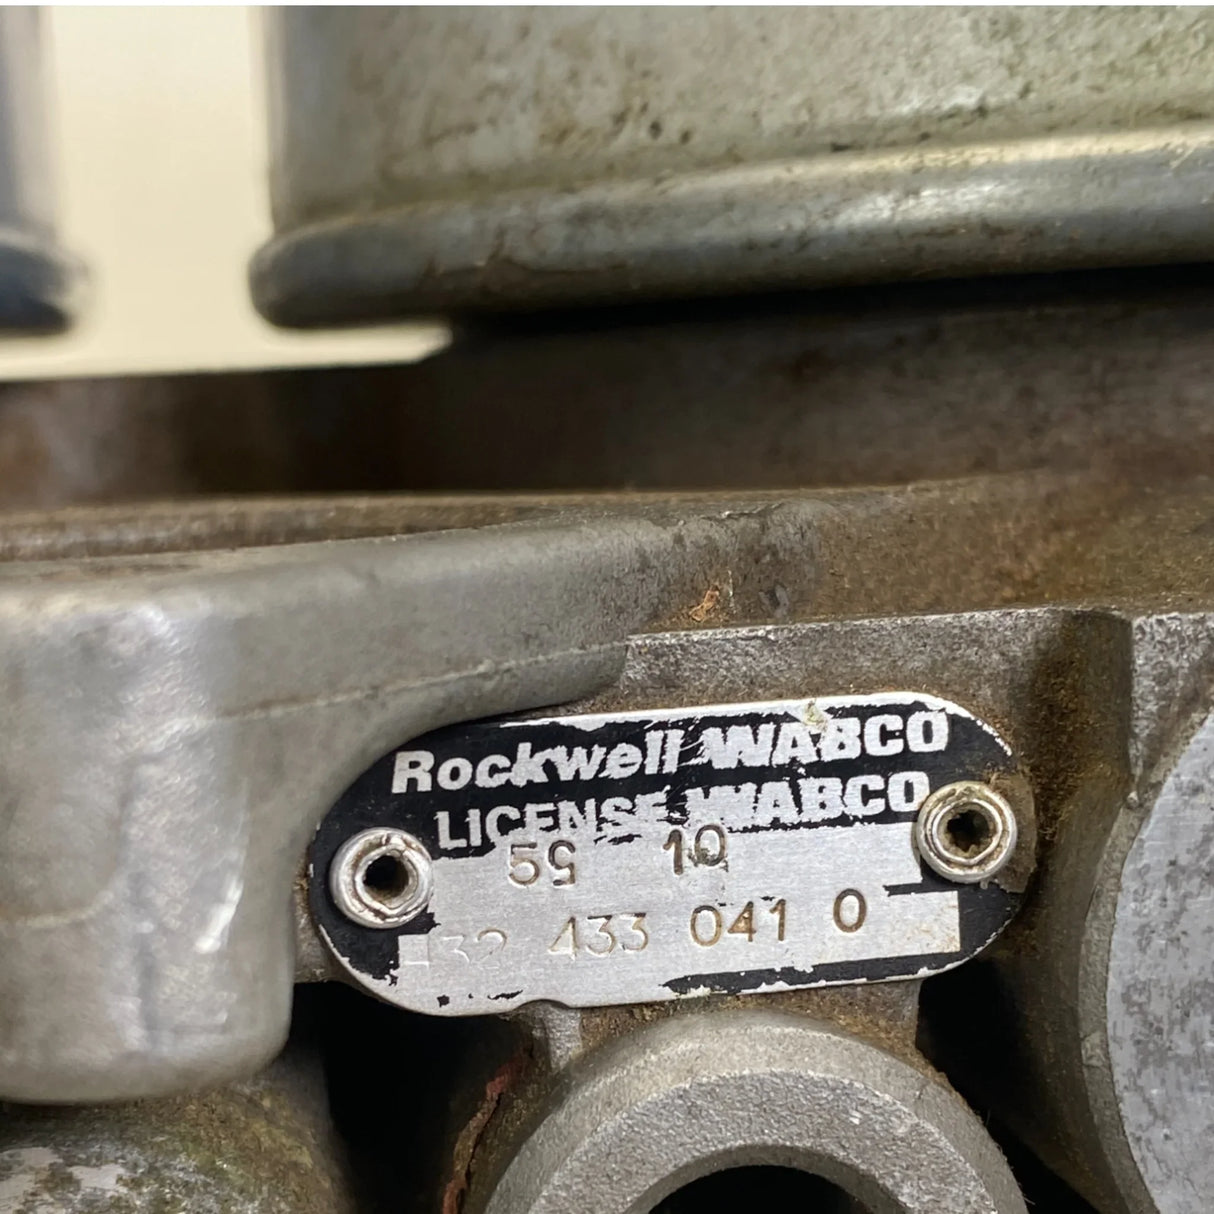 Rockwell WABCO
LICENSE WABCO
59 10
432 433 041 0